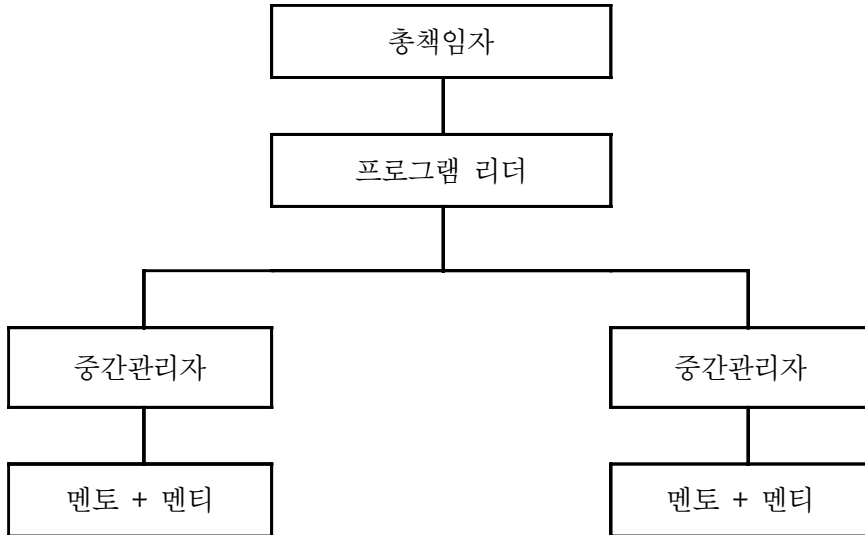 총책임자
프로그램 리더
중간관리자
중간관리자
멘토 + 멘티
멘토 + 멘티